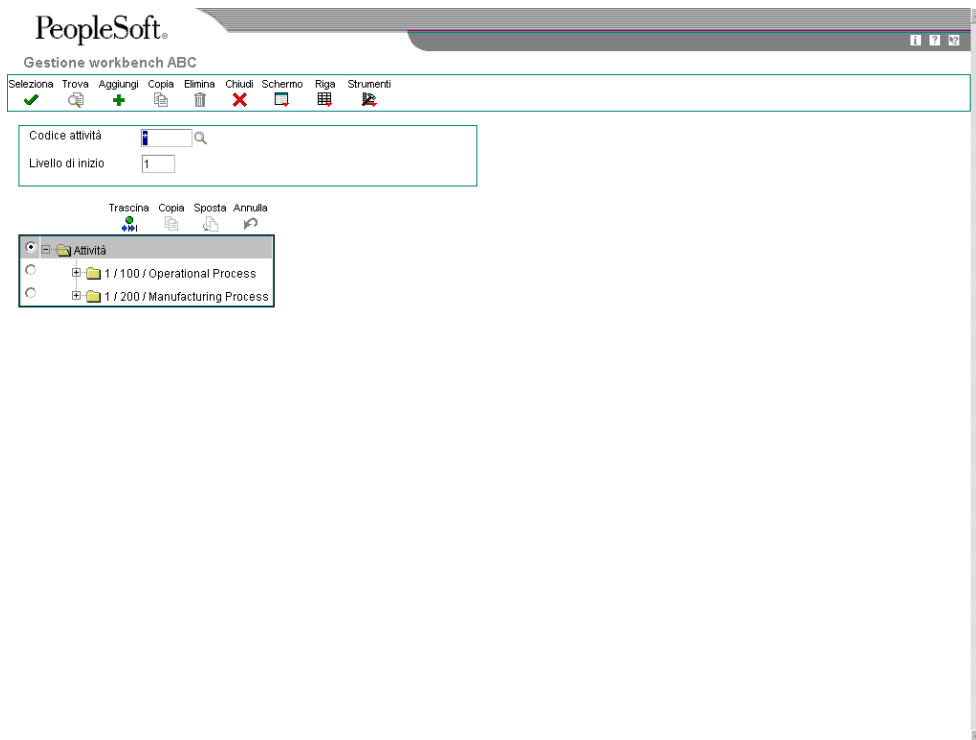 PeopleSoft®
Gestione workbench ABC
Seleziona Trova Aggiungi Copia Elimina Chiudi Schermo Riga Strumenti
Codice attività *
Livello di inizio 1
Trascina Copia Sposta Annulla
Attività
1 / 100 / Operational Process
1 / 200 / Manufacturing Process